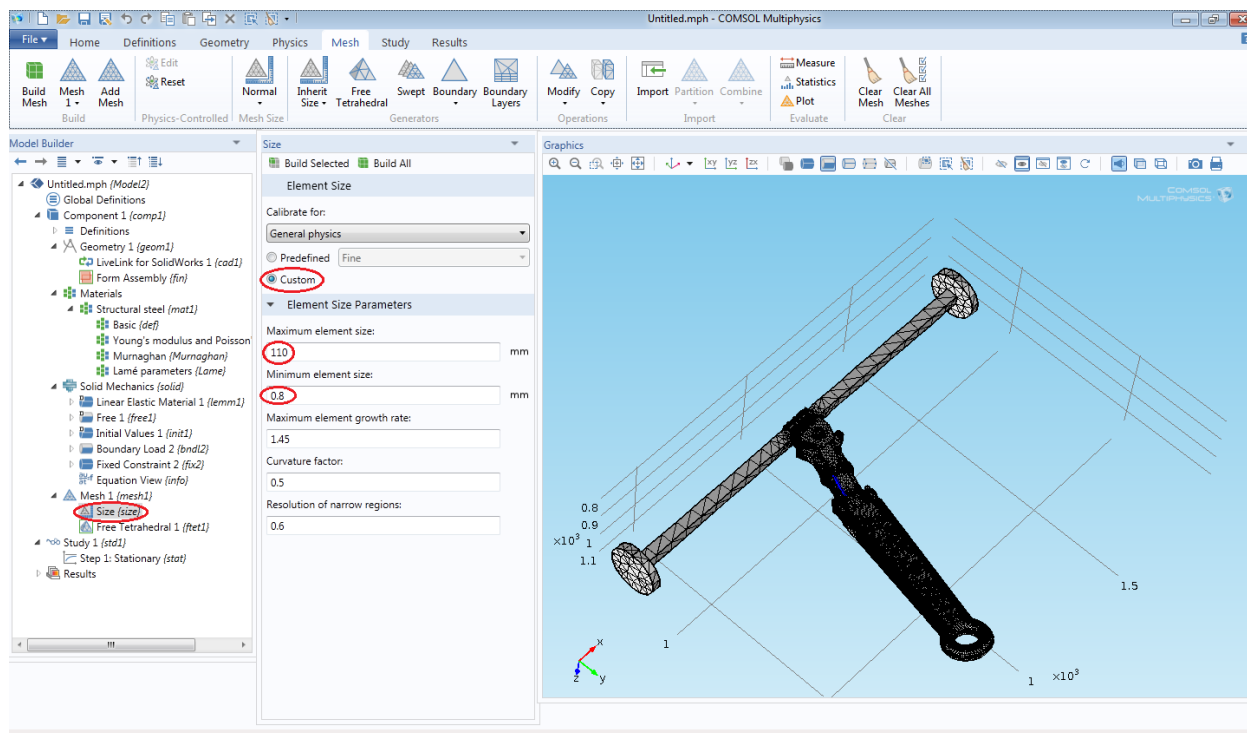 Untitled.mph - COMSOL Multiphysics
File Home Definitions Geometry Physics Mesh Study Results
Build Mesh
Mesh 1
Add Mesh
Edit
Reset
Normal
Inherit Size
Free Tetrahedral
Swept
Boundary
Boundary Layers
Modify
Copy
Import
Partition
Combine
Measure
Statistics
Plot
Clear Mesh
Clear All Meshes
Build
Physics-Controlled
Mesh Size
Generators
Operations
Import
Evaluate
Clear
Model Builder
Untitled.mph (Model2)
Global Definitions
Component 1 (comp1)
Definitions
Geometry 1 (geom1)
LiveLink for SolidWorks 1 (cad1)
Form Assembly (fin)
Materials
Structural steel (mat1)
Basic (def)
Young's modulus and Poisson'
Murnaghan (Murnaghan)
Lamé parameters (Lame)
Solid Mechanics (solid)
Linear Elastic Material 1 (lemm1)
Free 1 (free1)
Initial Values 1 (init1)
Boundary Load 2 (bndl2)
Fixed Constraint 2 (fix2)
Equation View (info)
Mesh 1 (mesh1)
Size (size)
Free Tetrahedral 1 (ftet1)
Study 1 (std1)
Step 1: Stationary (stat)
Results
Size
Build Selected Build All
Element Size
Calibrate for:
General physics
Predefined Fine
Custom
Element Size Parameters
Maximum element size:
110 mm
Minimum element size:
0.8 mm
Maximum element growth rate:
1.45
Curvature factor:
0.5
Resolution of narrow regions:
0.6
Graphics
xy yz zx
COMSOL
MULTIPHYSICS
0.8
0.9
×10³ 1
1.1
1.5
1
1 ×10³
x
z y